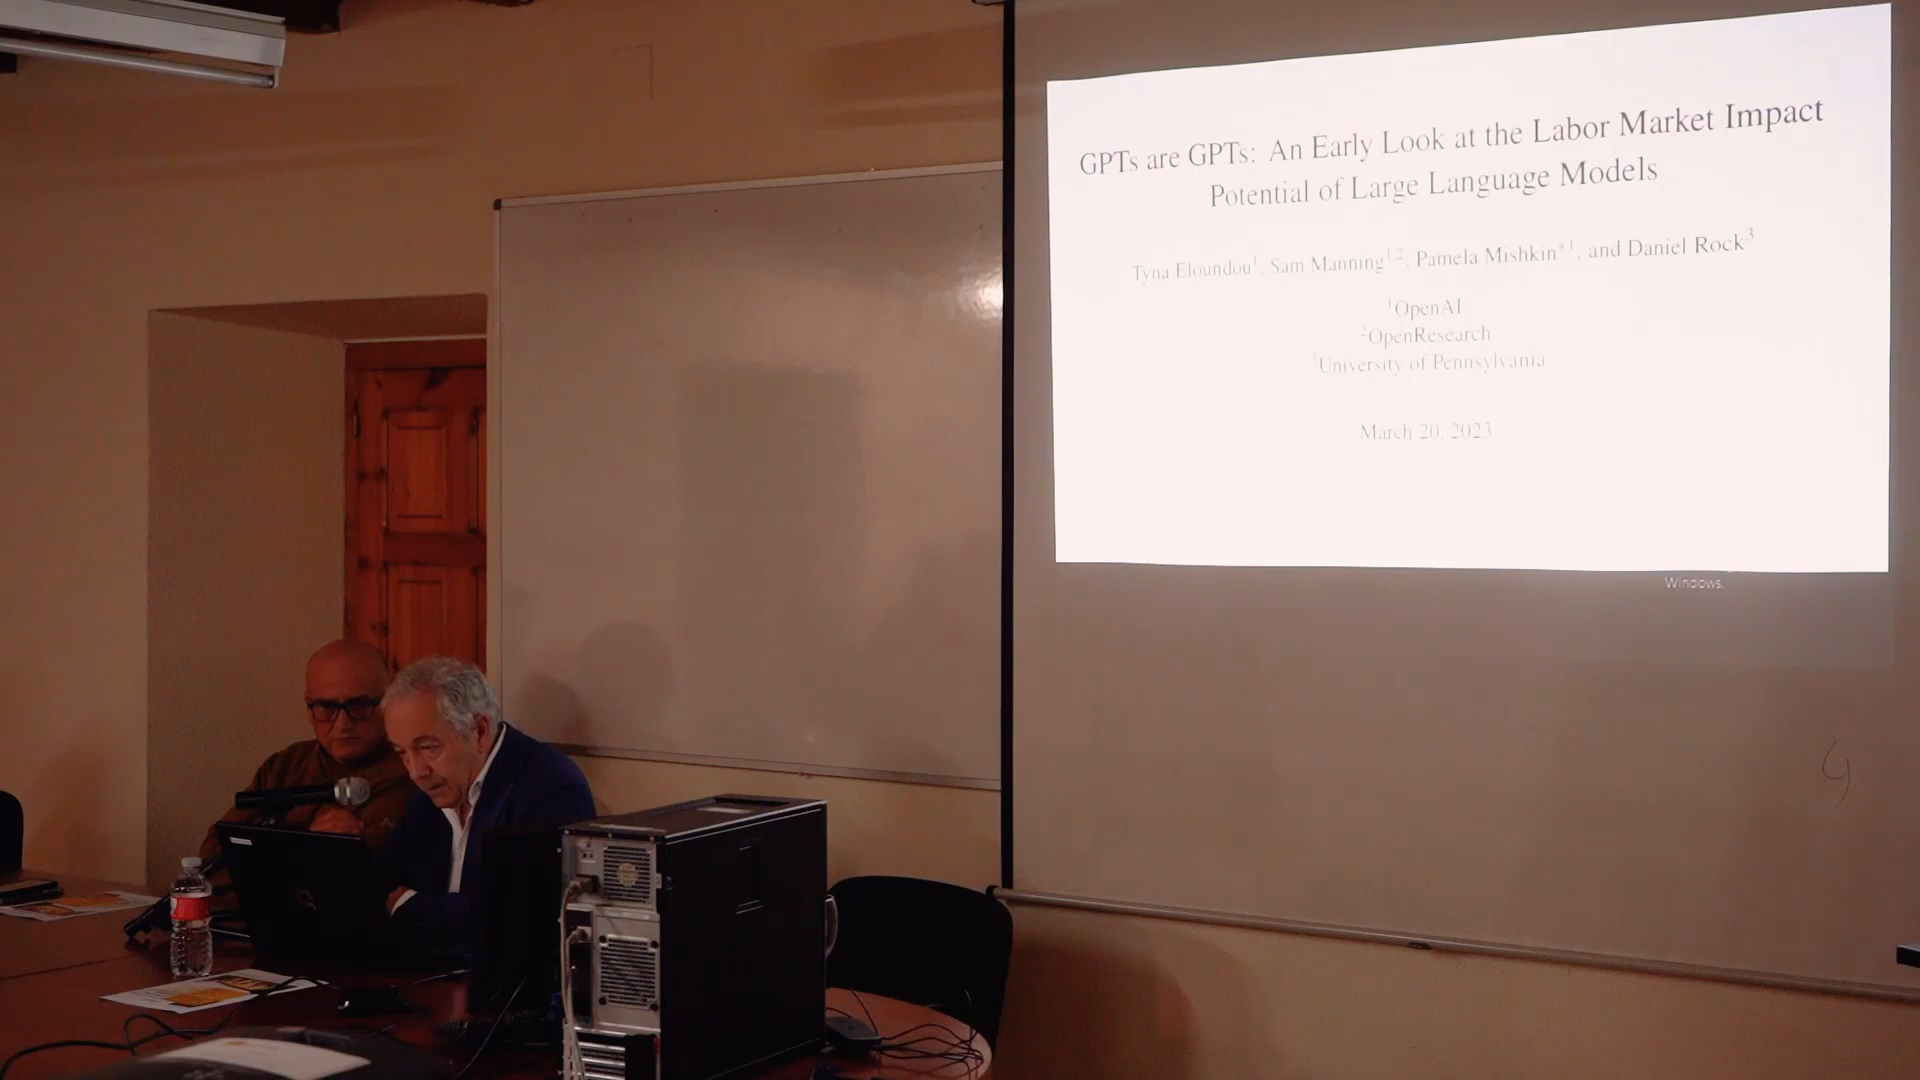 GPTs are GPTs: An Early Look at the Labor Market Impact
Potential of Large Language Models
Tyna Eloundou¹, Sam Manning¹٬², Pamela Mishkin*¹, and Daniel Rock³
¹OpenAI
²OpenResearch
³University of Pennsylvania
March 20, 2023
Windows.